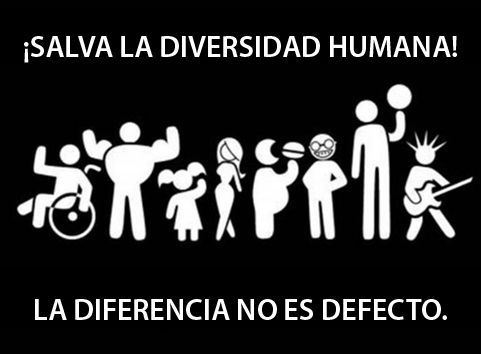 ¡SALVA LA DIVERSIDAD HUMANA!
LA DIFERENCIA NO ES DEFECTO.